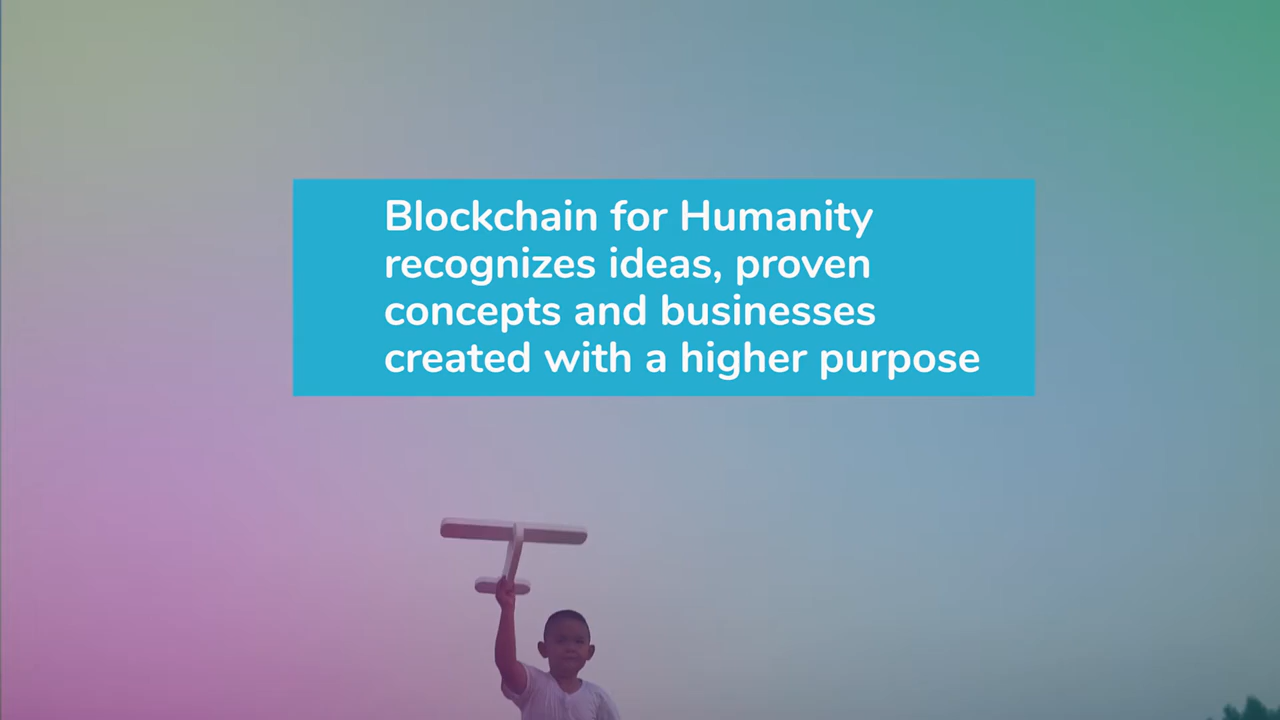 Blockchain for Humanity
recognizes ideas, proven
concepts and businesses
created with a higher purpose